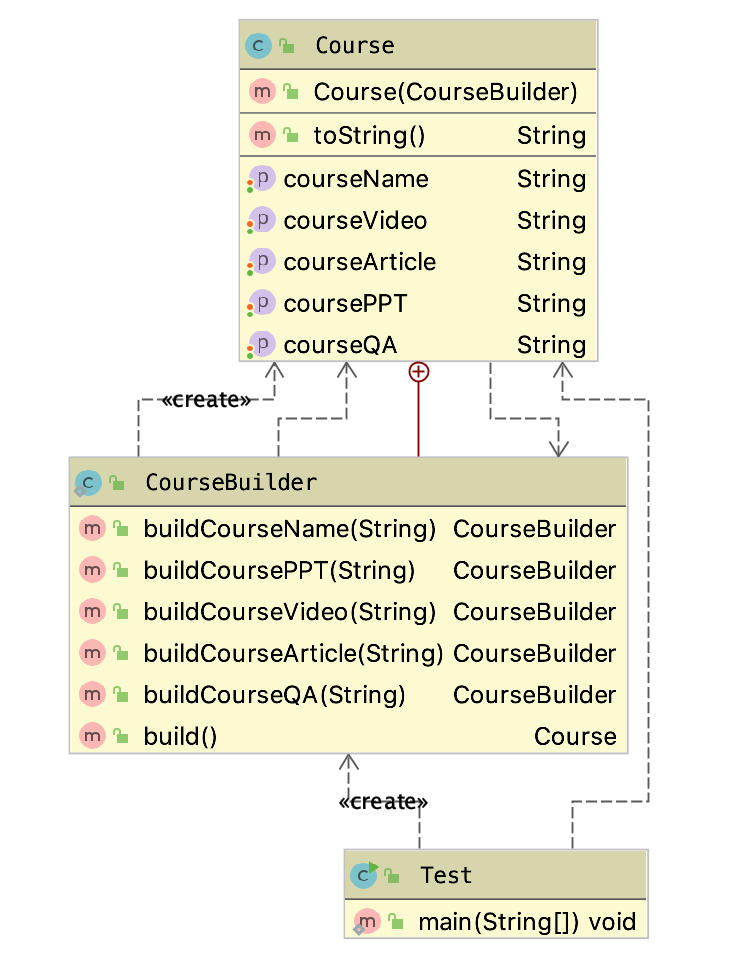 Course
Course(CourseBuilder)
toString() String
courseName String
courseVideo String
courseArticle String
coursePPT String
courseQA String
«create»
CourseBuilder
buildCourseName(String) CourseBuilder
buildCoursePPT(String) CourseBuilder
buildCourseVideo(String) CourseBuilder
buildCourseArticle(String) CourseBuilder
buildCourseQA(String) CourseBuilder
build() Course
«create»
Test
main(String[]) void